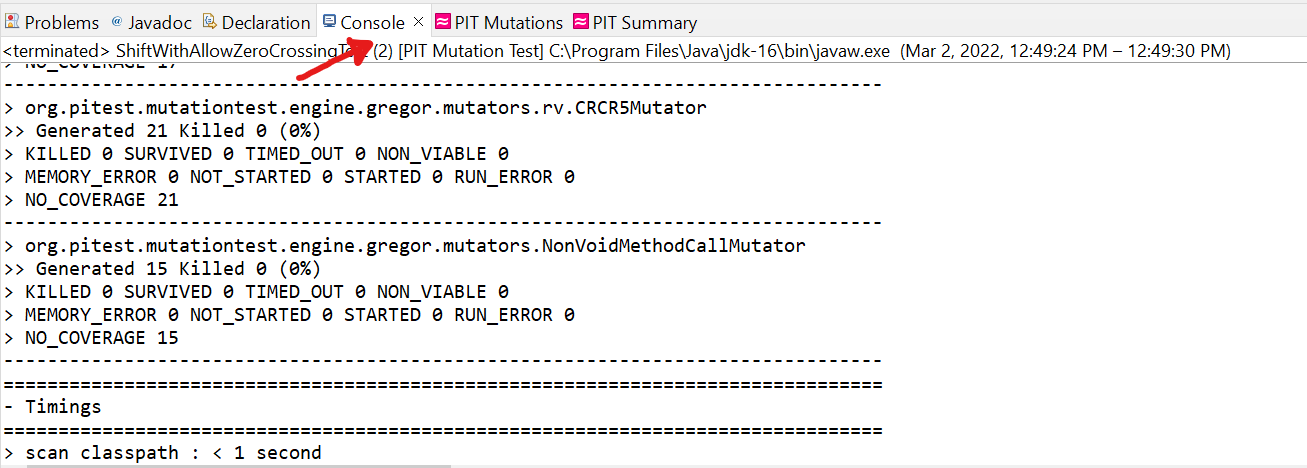 Problems @ Javadoc Declaration Console × PIT Mutations PIT Summary
<terminated> ShiftWithAllowZeroCrossingTest (2) [PIT Mutation Test] C:\Program Files\Java\jdk-16\bin\javaw.exe (Mar 2, 2022, 12:49:24 PM – 12:49:30 PM)
> NO_COVERAGE 17
--------------------------------------------------------------------------------
> org.pitest.mutationtest.engine.gregor.mutators.rv.CRCR5Mutator
>> Generated 21 Killed 0 (0%)
> KILLED 0 SURVIVED 0 TIMED_OUT 0 NON_VIABLE 0
> MEMORY_ERROR 0 NOT_STARTED 0 STARTED 0 RUN_ERROR 0
> NO_COVERAGE 21
--------------------------------------------------------------------------------
> org.pitest.mutationtest.engine.gregor.mutators.NonVoidMethodCallMutator
>> Generated 15 Killed 0 (0%)
> KILLED 0 SURVIVED 0 TIMED_OUT 0 NON_VIABLE 0
> MEMORY_ERROR 0 NOT_STARTED 0 STARTED 0 RUN_ERROR 0
> NO_COVERAGE 15
--------------------------------------------------------------------------------
================================================================================
- Timings
================================================================================
> scan classpath : < 1 second